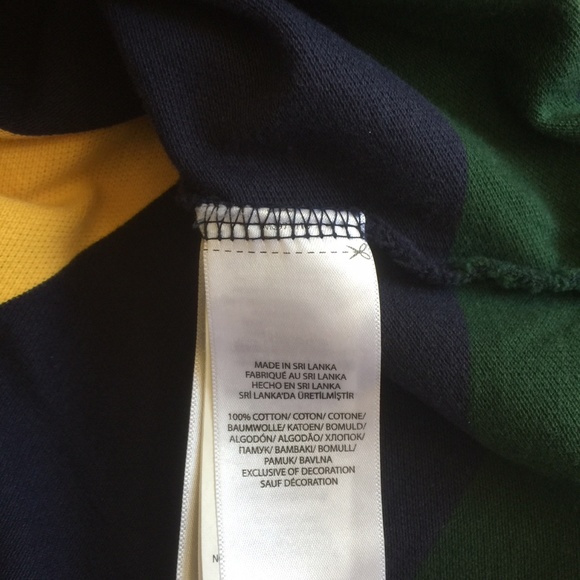 MADE IN SRI LANKA
FABRIQUÉ AU SRI LANKA
HECHO EN SRI LANKA
SRİ LANKA'DA ÜRETİLMİŞTİR
100% COTTON/ COTON/ COTONE/
BAUMWOLLE/ KATOEN/ BOMULD/
ALGODÓN/ ALGODÃO/ ХЛОПОК/
ПАМУК/ BAMBAKI/ BOMULL/
PAMUK/ BAVLNA
EXCLUSIVE OF DECORATION
SAUF DÉCORATION